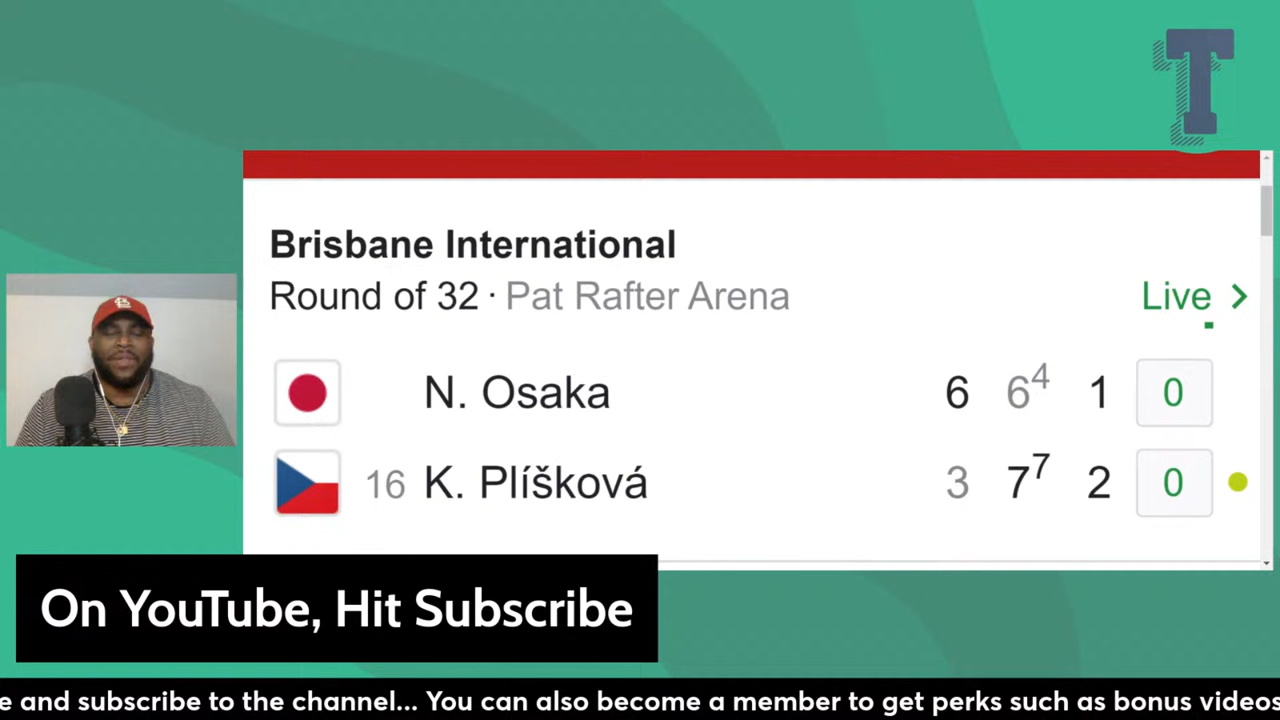 T
Brisbane International
Round of 32 · Pat Rafter Arena Live
N. Osaka 6 6⁴ 1 0
16 K. Plíšková 3 7⁷ 2 0
On YouTube, Hit Subscribe
e and subscribe to the channel... You can also become a member to get perks such as bonus videos